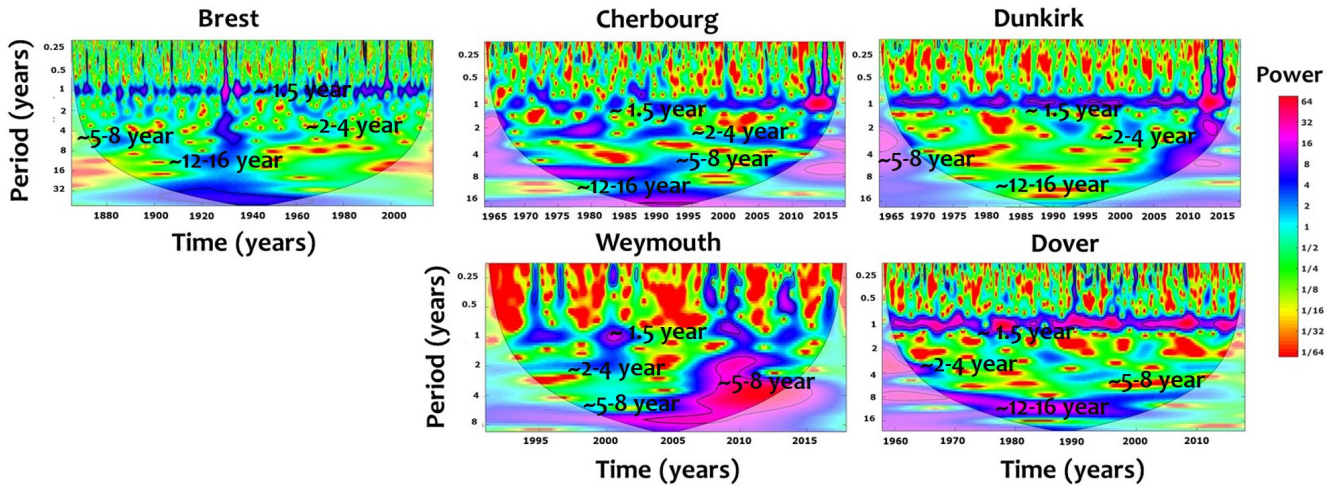 Brest
Cherbourg
Dunkirk
Period (years)
0.25
0.5
1
2
4
8
16
32
~1.5 year
~5-8 year
~2-4 year
~12-16 year
1880 1900 1920 1940 1960 1980 2000
Time (years)
0.25
0.5
1
2
4
8
16
~ 1.5 year
~2-4 year
~5-8 year
~12-16 year
1965 1970 1975 1980 1985 1990 1995 2000 2005 2010 2015
0.25
0.5
1
2
4
8
16
~1.5 year
~2-4 year
~5-8 year
~12-16 year
1965 1970 1975 1980 1985 1990 1995 2000 2005 2010 2015
Power
64
32
16
8
4
2
1
1/2
1/4
1/8
1/16
1/32
1/64
Weymouth
Dover
Period (years)
0.25
0.5
1
2
4
8
~ 1.5 year
~2-4 year
~5-8 year
~5-8 year
1995 2000 2005 2010 2015
Time (years)
0.25
0.5
1
2
4
8
16
~ 1.5 year
~2-4 year
~5-8 year
~12-16 year
1960 1970 1980 1990 2000 2010
Time (years)